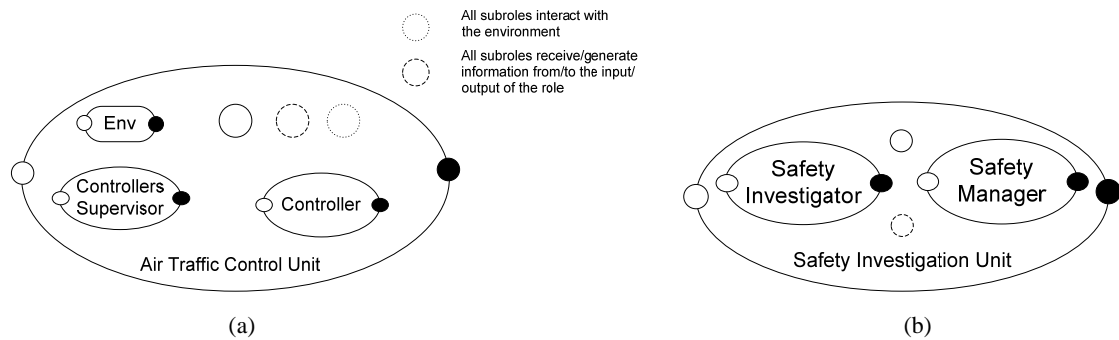 All subroles interact with
the environment
All subroles receive/generate
information from/to the input/
output of the role
Env
Controllers
Supervisor
Controller
Air Traffic Control Unit
(a)
Safety
Investigator
Safety
Manager
Safety Investigation Unit
(b)